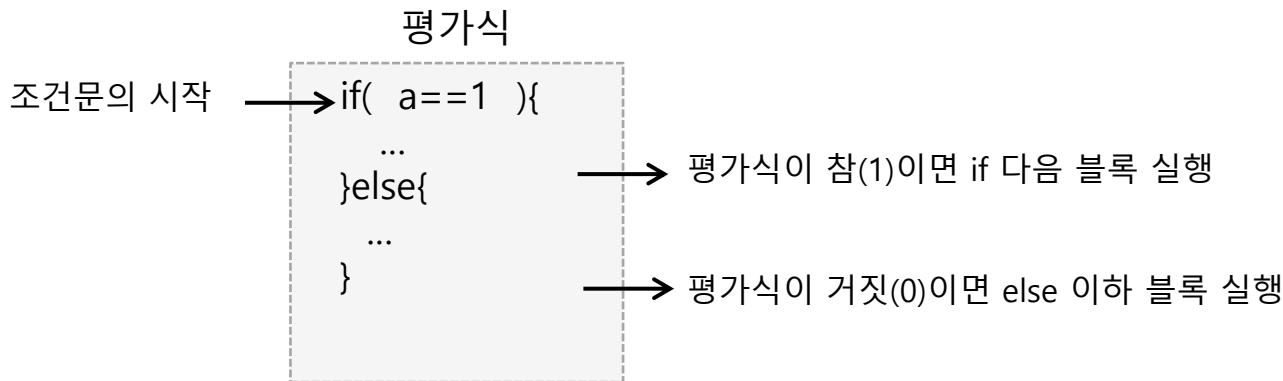 평가식
조건문의 시작
if( a==1 ){
...
평가식이 참(1)이면 if 다음 블록 실행
}else{
...
}
평가식이 거짓(0)이면 else 이하 블록 실행